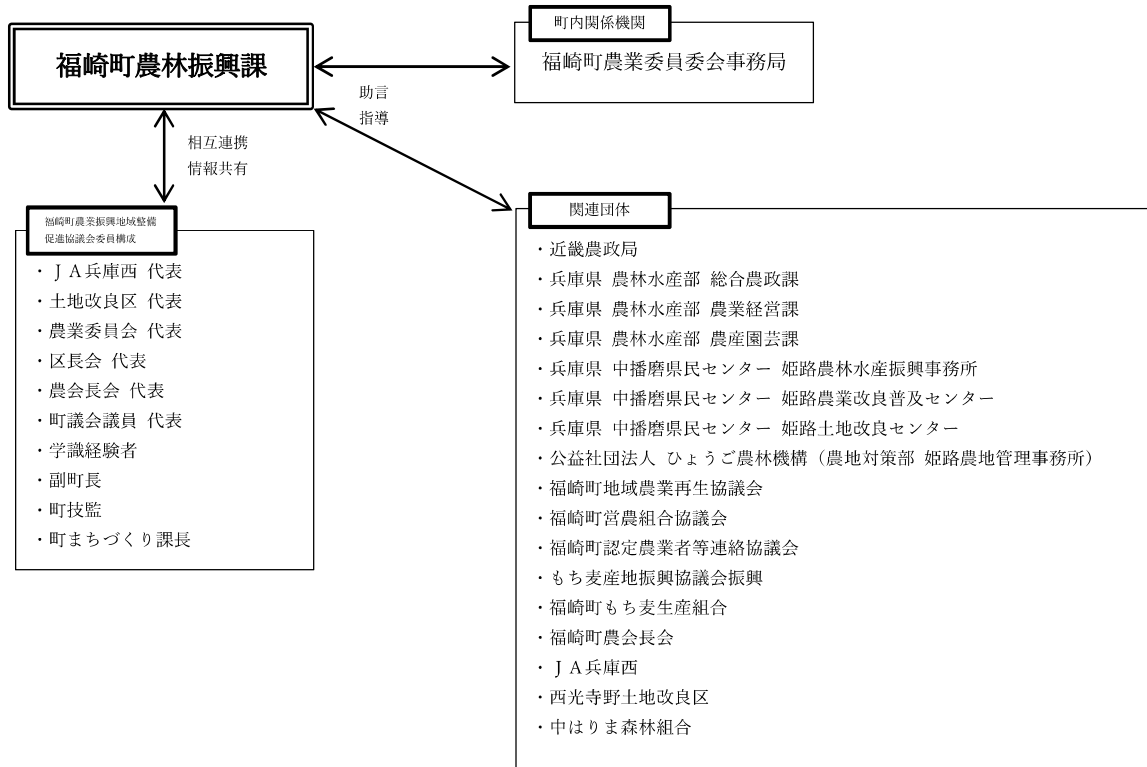 福崎町農林振興課
町内関係機関
福崎町農業委員委会事務局
助言
指導
相互連携
情報共有
福崎町農業振興地域整備
促進協議会委員構成
・ＪＡ兵庫西 代表
・土地改良区 代表
・農業委員会 代表
・区長会 代表
・農会長会 代表
・町議会議員 代表
・学識経験者
・副町長
・町技監
・町まちづくり課長
関連団体
・近畿農政局
・兵庫県 農林水産部 総合農政課
・兵庫県 農林水産部 農業経営課
・兵庫県 農林水産部 農産園芸課
・兵庫県 中播磨県民センター 姫路農林水産振興事務所
・兵庫県 中播磨県民センター 姫路農業改良普及センター
・兵庫県 中播磨県民センター 姫路土地改良センター
・公益社団法人 ひょうご農林機構（農地対策部 姫路農地管理事務所）
・福崎町地域農業再生協議会
・福崎町営農組合協議会
・福崎町認定農業者等連絡協議会
・もち麦産地振興協議会振興
・福崎町もち麦生産組合
・福崎町農会長会
・ＪＡ兵庫西
・西光寺野土地改良区
・中はりま森林組合